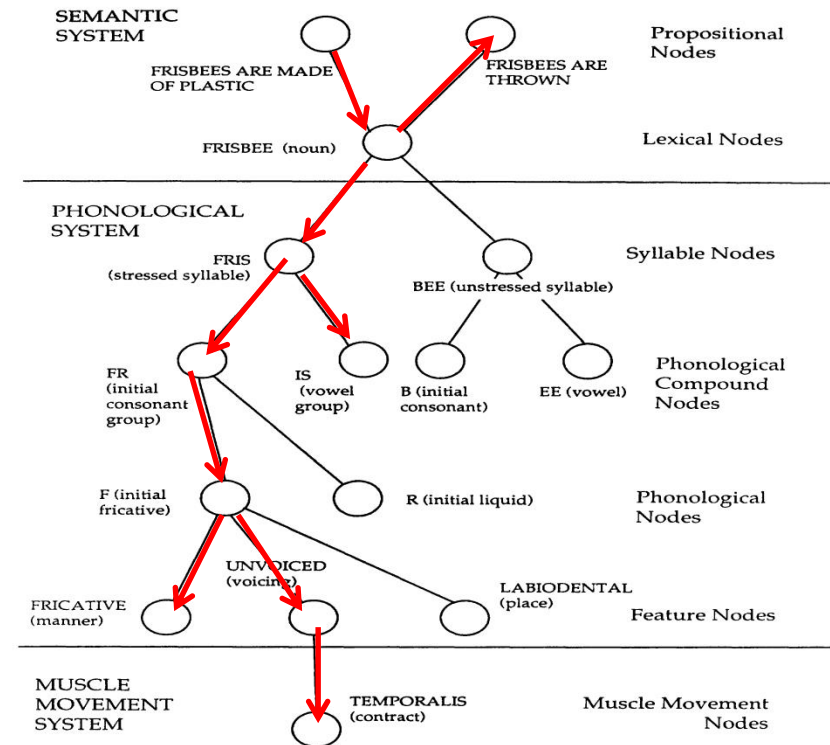 SEMANTIC
SYSTEM
FRISBEES ARE MADE
OF PLASTIC
FRISBEES ARE
THROWN
Propositional
Nodes
FRISBEE (noun)
Lexical Nodes
PHONOLOGICAL
SYSTEM
FRIS
(stressed syllable)
BEE (unstressed syllable)
Syllable Nodes
FR
(initial
consonant
group)
IS
(vowel
group)
B (initial
consonant)
EE (vowel)
Phonological
Compound
Nodes
F (initial
fricative)
R (initial liquid)
Phonological
Nodes
FRICATIVE
(manner)
UNVOICED
(voicing)
LABIODENTAL
(place)
Feature Nodes
MUSCLE
MOVEMENT
SYSTEM
TEMPORALIS
(contract)
Muscle Movement
Nodes